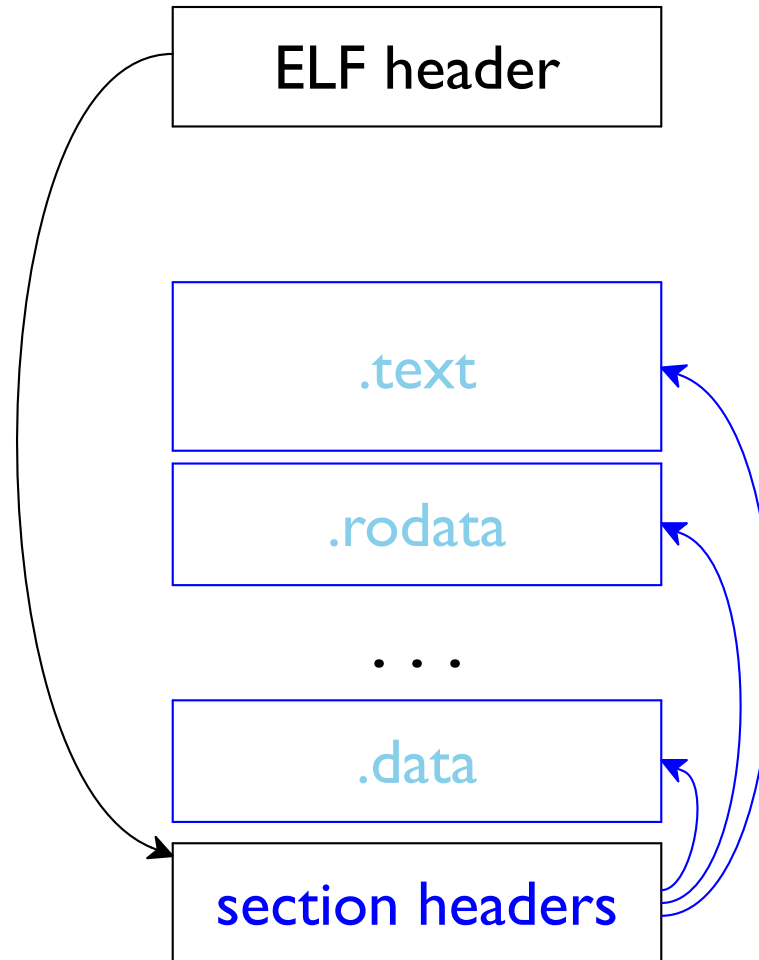 ELF header
.text
.rodata
. . .
.data
section headers